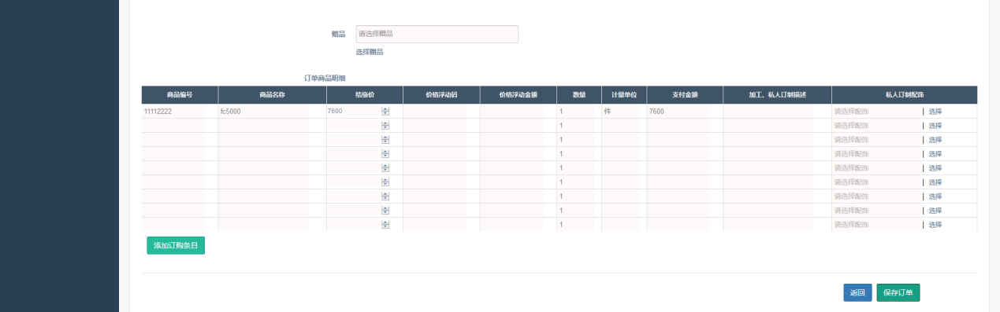 赠品 请选择赠品
选择赠品
订单商品明细
商品编号 商品名称 结缘价 价格浮动码 价格浮动金额 数量 计量单位 支付金额 加工、私人订制描述 私人订制配饰
11112222 fc5000 7600 1 件 7600 请选择配饰 | 选择
1 请选择配饰 | 选择
1 请选择配饰 | 选择
1 请选择配饰 | 选择
1 请选择配饰 | 选择
1 请选择配饰 | 选择
1 请选择配饰 | 选择
1 请选择配饰 | 选择
1 请选择配饰 | 选择
添加订购条目
返回 保存订单